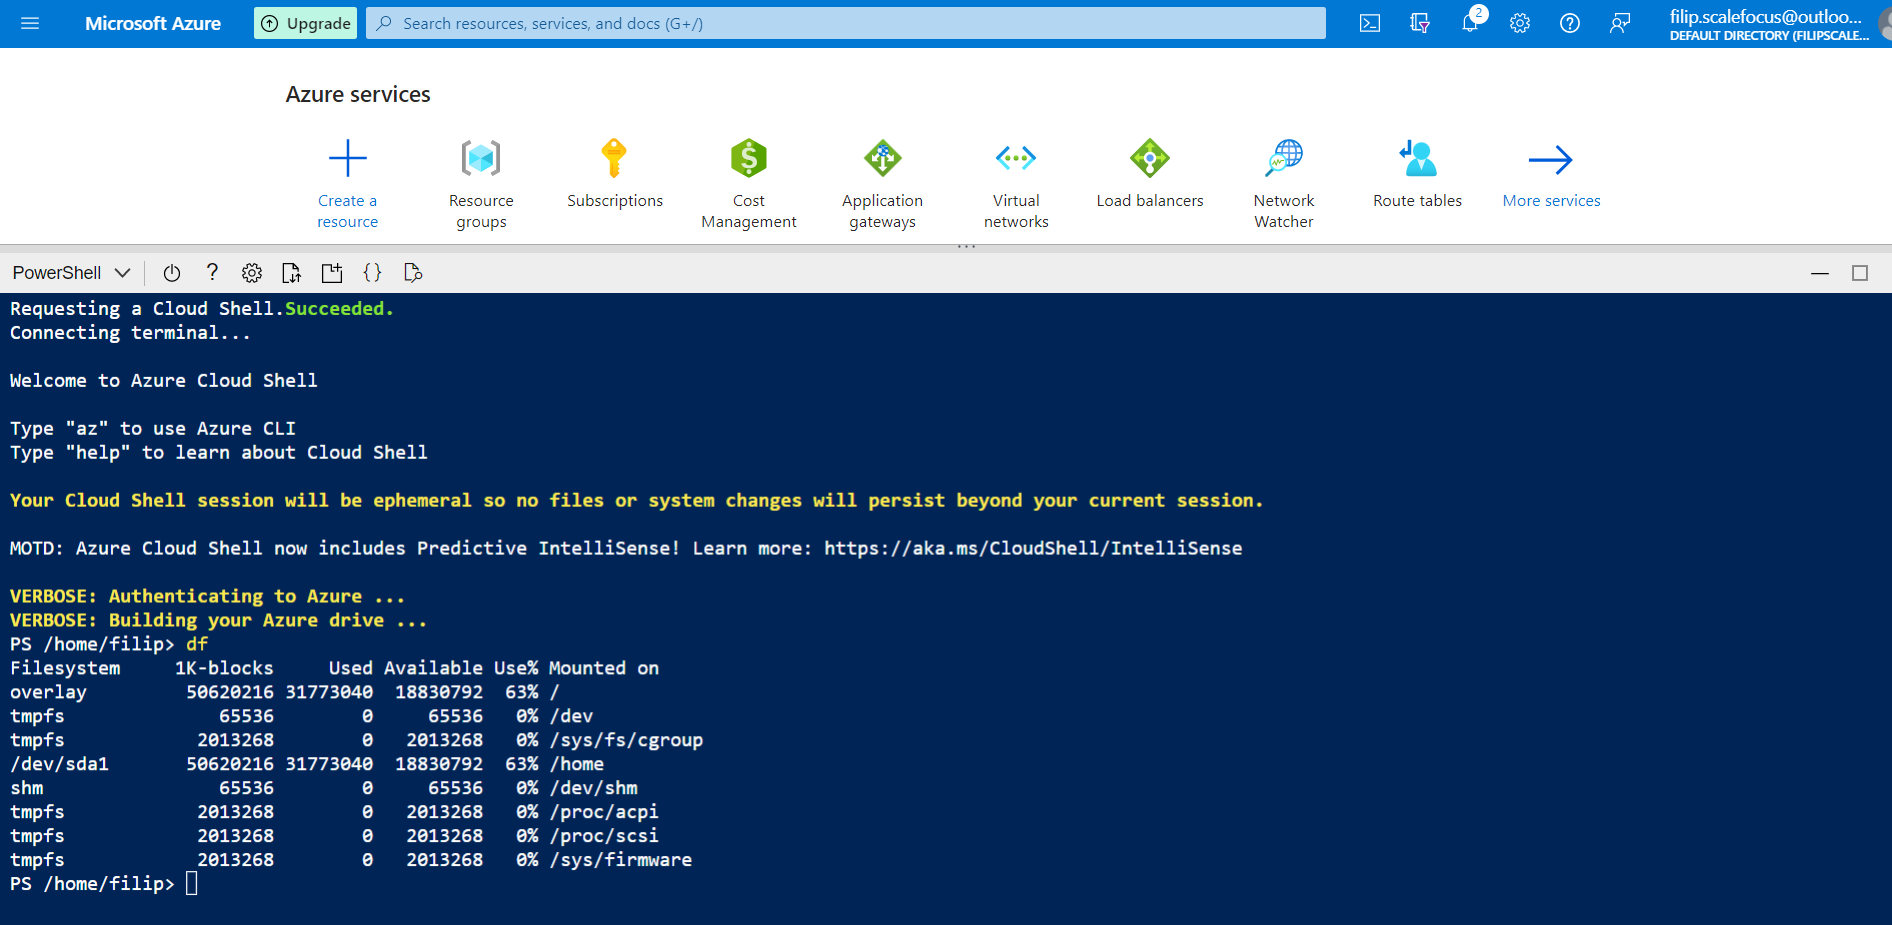 Microsoft Azure
Upgrade
Search resources, services, and docs (G+/)
2
filip.scalefocus@outloo...
DEFAULT DIRECTORY (FILIPSCALE...
Azure services
Create a resource
Resource groups
Subscriptions
Cost Management
Application gateways
Virtual networks
Load balancers
Network Watcher
Route tables
More services
PowerShell
Requesting a Cloud Shell.Succeeded.
Connecting terminal...
Welcome to Azure Cloud Shell
Type "az" to use Azure CLI
Type "help" to learn about Cloud Shell
Your Cloud Shell session will be ephemeral so no files or system changes will persist beyond your current session.
MOTD: Azure Cloud Shell now includes Predictive IntelliSense! Learn more: https://aka.ms/CloudShell/IntelliSense
VERBOSE: Authenticating to Azure ...
VERBOSE: Building your Azure drive ...
PS /home/filip> df
Filesystem     1K-blocks     Used Available Use% Mounted on
overlay         50620216 31773040  18830792  63% /
tmpfs              65536        0     65536   0% /dev
tmpfs            2013268        0   2013268   0% /sys/fs/cgroup
/dev/sda1       50620216 31773040  18830792  63% /home
shm                65536        0     65536   0% /dev/shm
tmpfs            2013268        0   2013268   0% /proc/acpi
tmpfs            2013268        0   2013268   0% /proc/scsi
tmpfs            2013268        0   2013268   0% /sys/firmware
PS /home/filip>